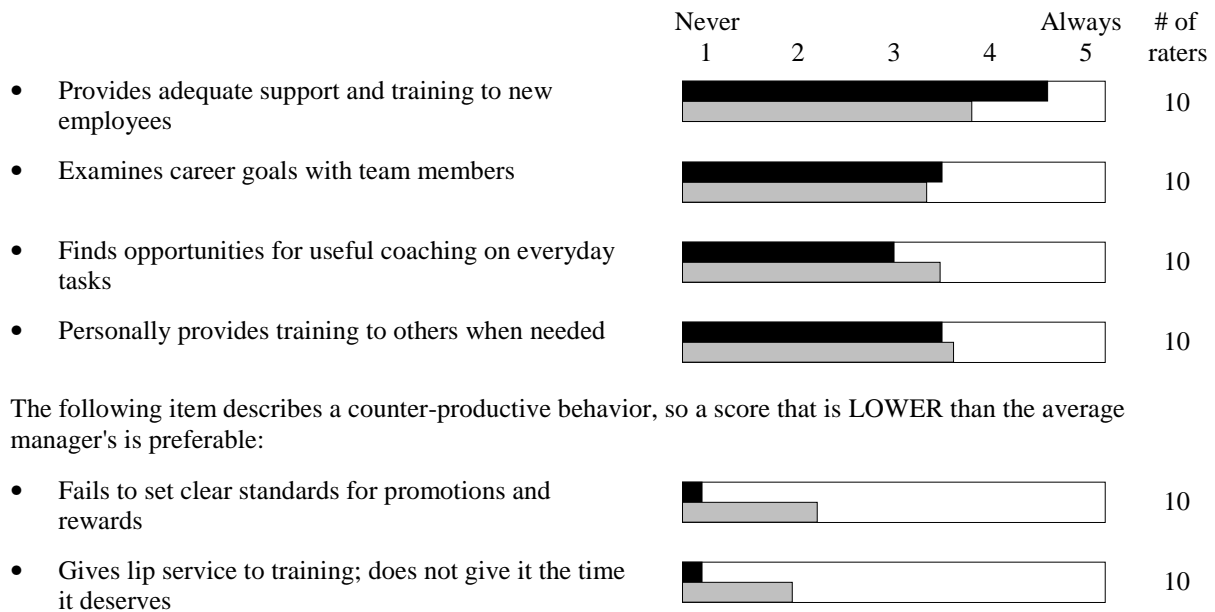 Never Always # of
1 2 3 4 5 raters
• Provides adequate support and training to new
employees
10
• Examines career goals with team members
10
• Finds opportunities for useful coaching on everyday
tasks
10
• Personally provides training to others when needed
10
The following item describes a counter-productive behavior, so a score that is LOWER than the average
manager's is preferable:
• Fails to set clear standards for promotions and
rewards
10
• Gives lip service to training; does not give it the time
it deserves
10